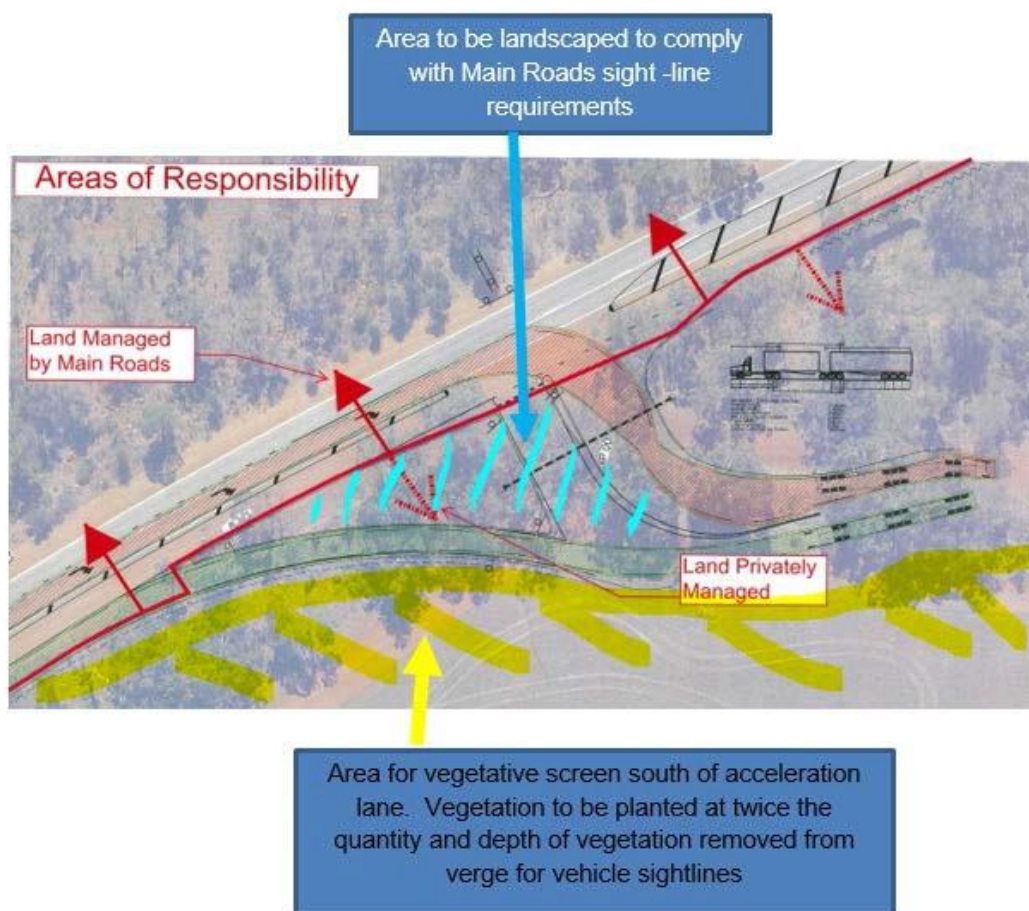 Area to be landscaped to comply
with Main Roads sight -line
requirements
Areas of Responsibility
Land Managed
by Main Roads
Land Privately
Managed
Area for vegetative screen south of acceleration
lane.  Vegetation to be planted at twice the
quantity and depth of vegetation removed from
verge for vehicle sightlines